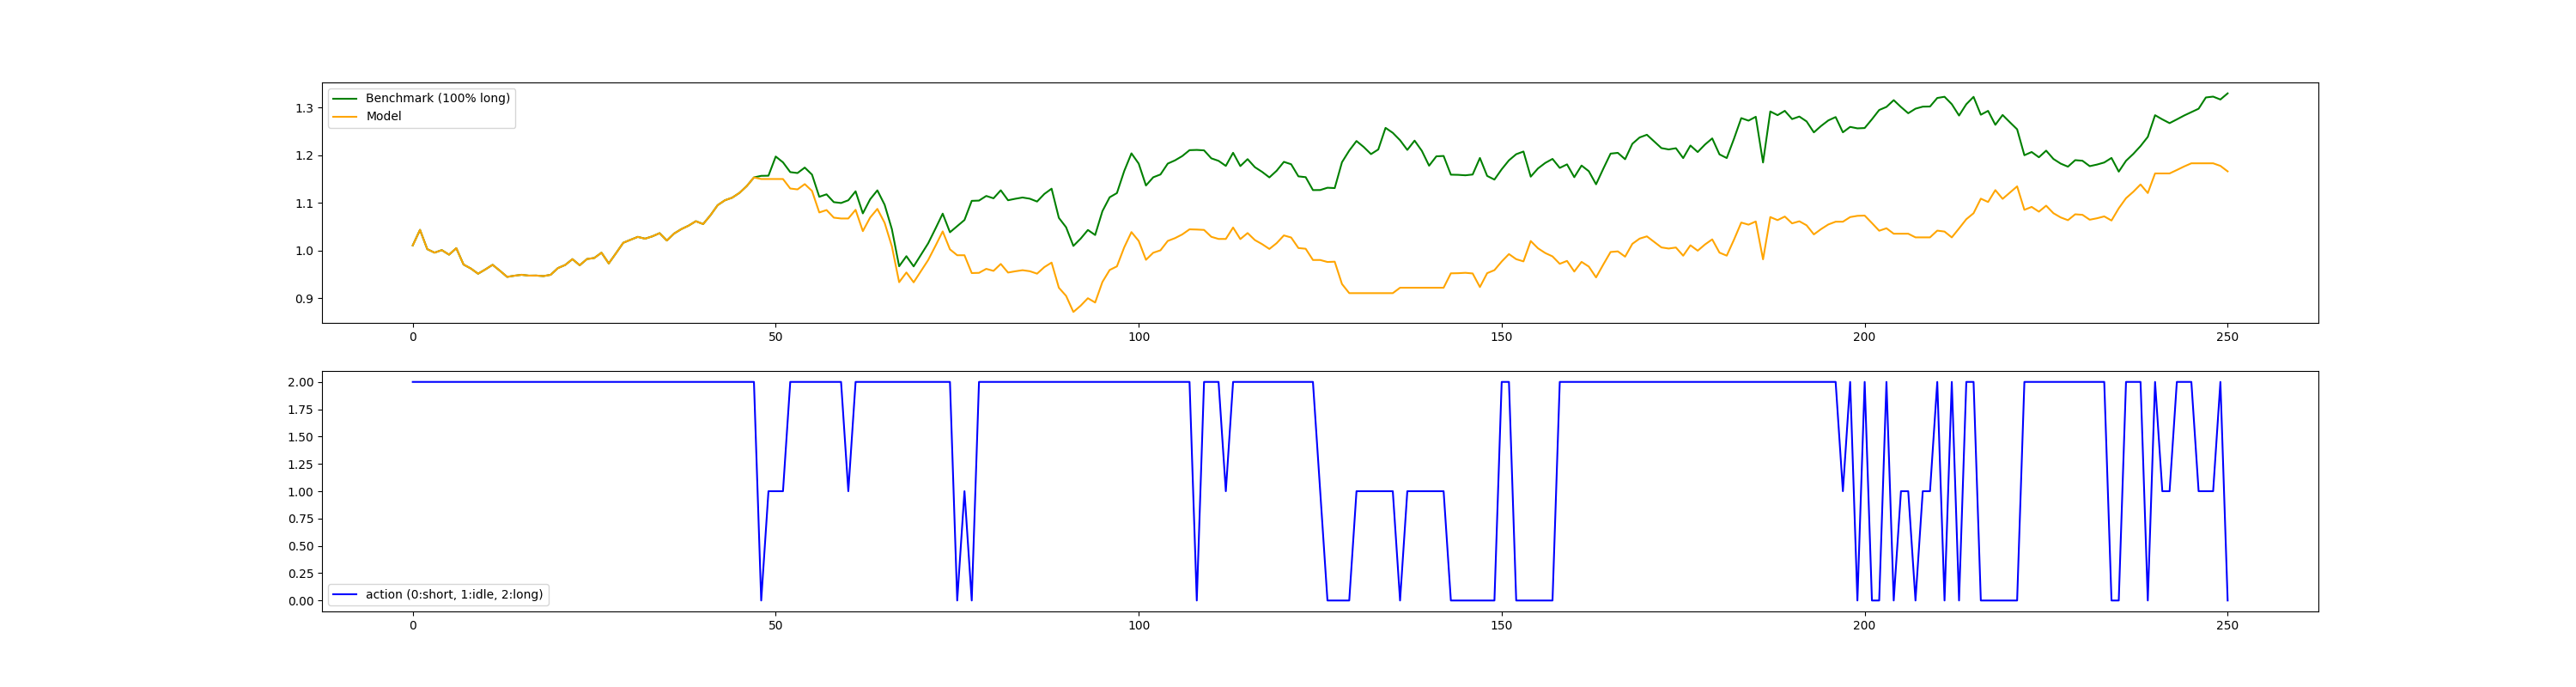 Benchmark (100% long)
Model
1.3
1.2
1.1
1.0
0.9
0 50 100 150 200 250
2.00
1.75
1.50
1.25
1.00
0.75
0.50
0.25
0.00
action (0:short, 1:idle, 2:long)
0 50 100 150 200 250